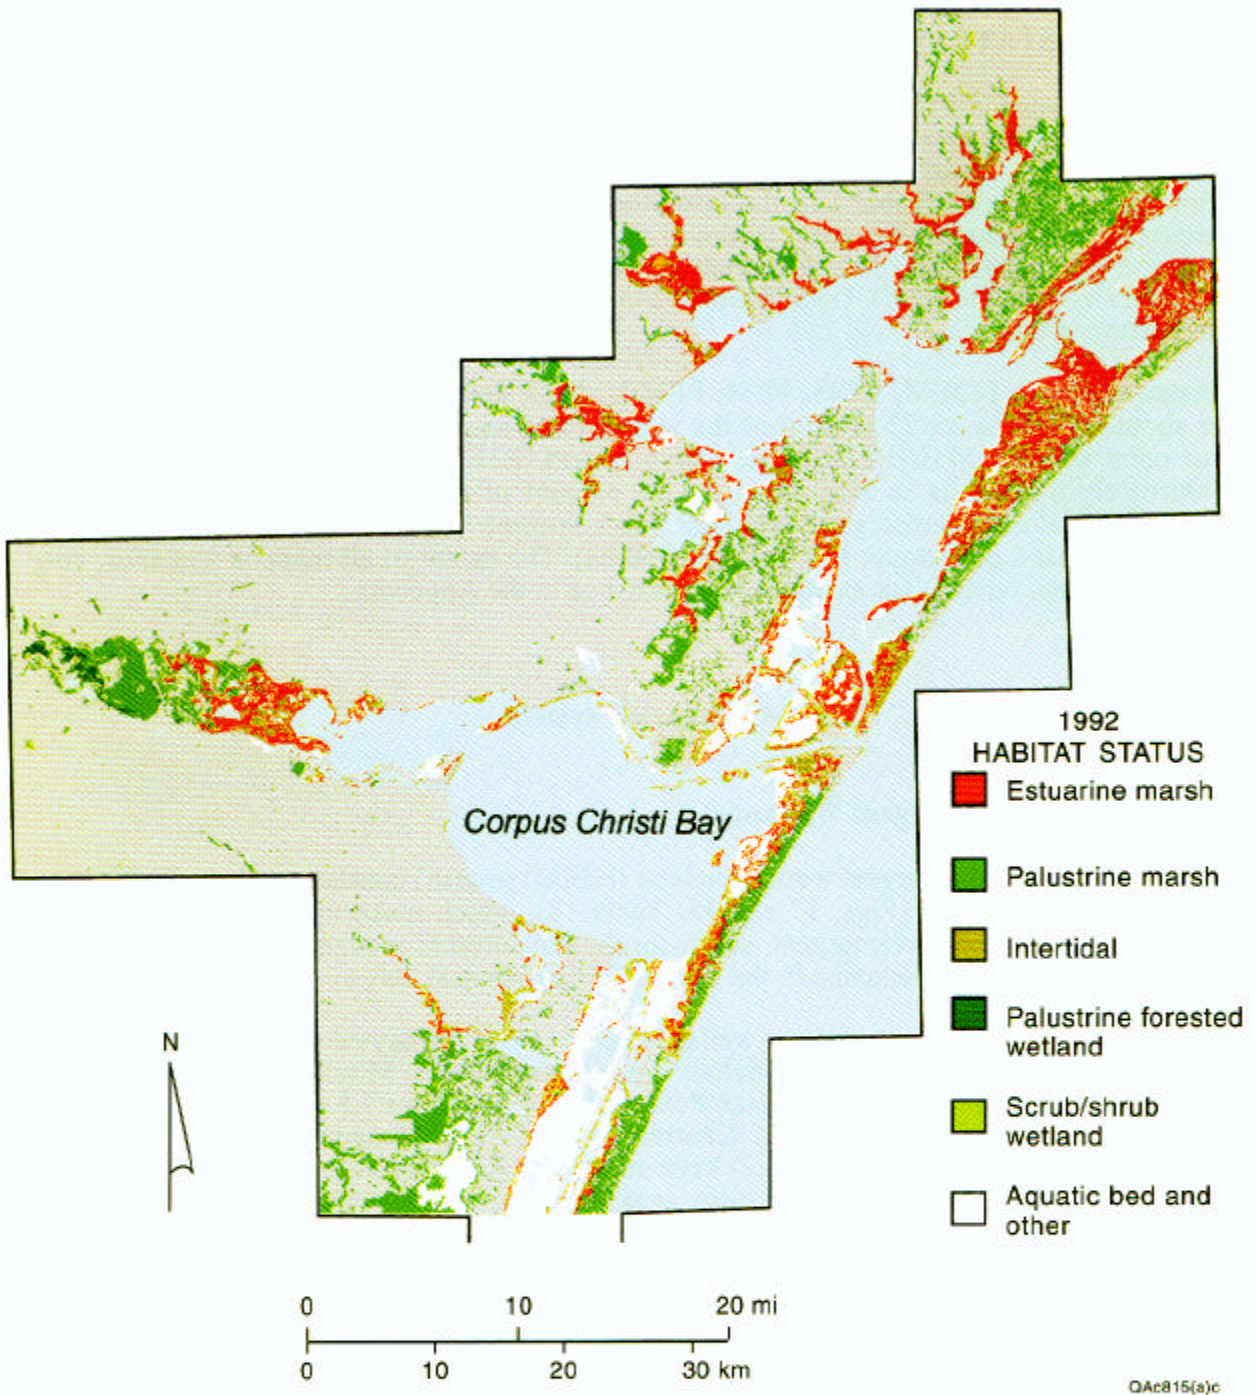 Corpus Christi Bay
1992
HABITAT STATUS
Estuarine marsh
Palustrine marsh
Intertidal
Palustrine forested
wetland
Scrub/shrub
wetland
Aquatic bed and
other
N
0 10 20 mi
0 10 20 30 km
QAc815(a)c